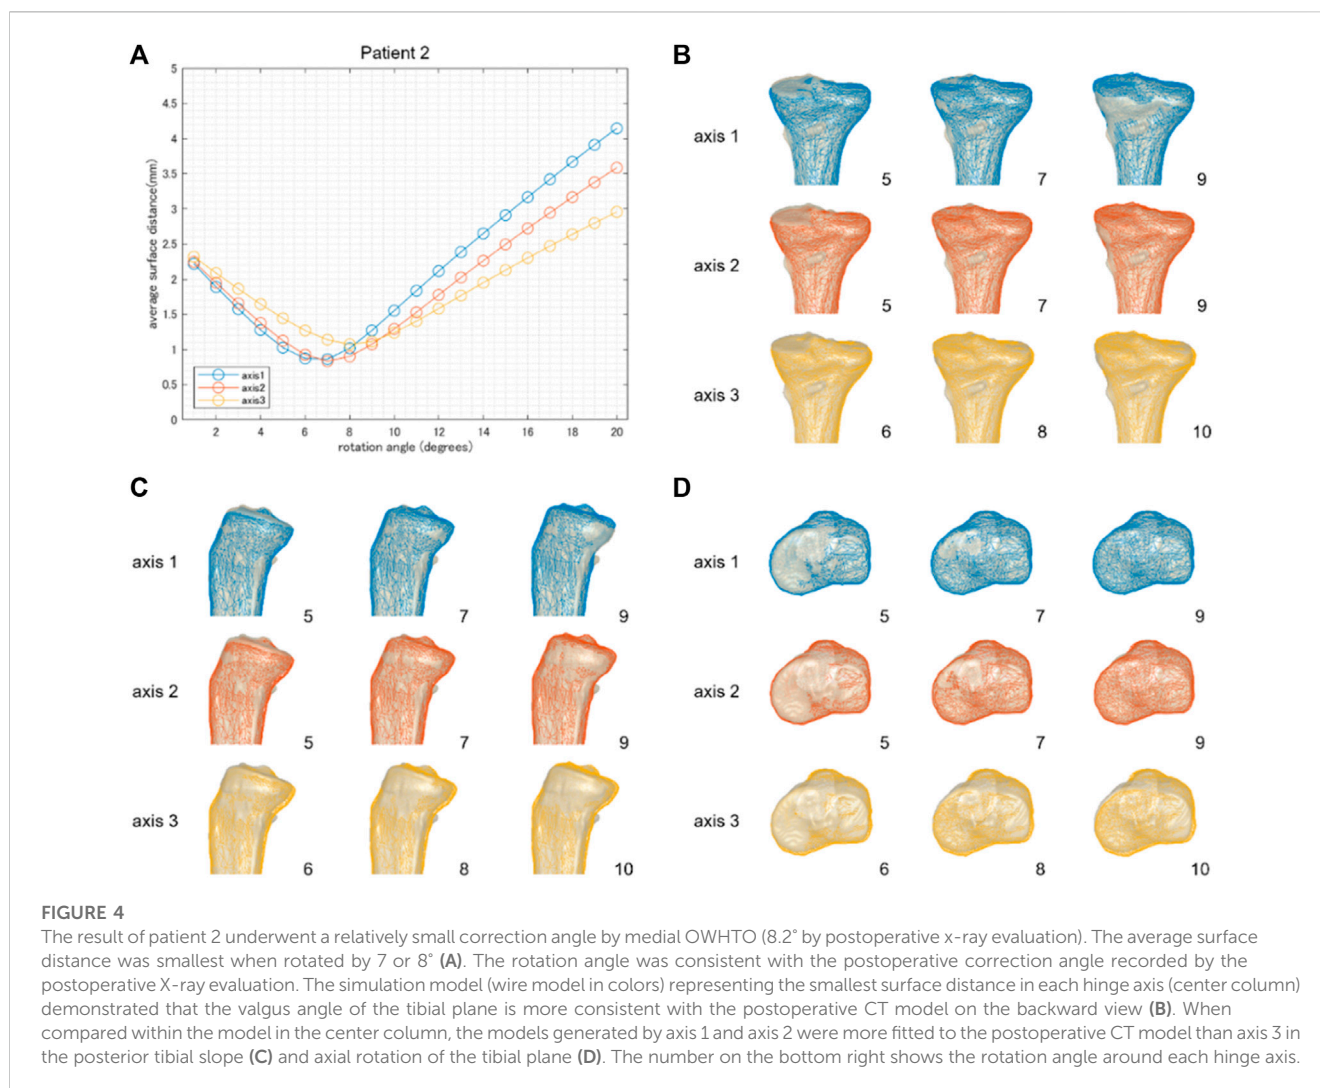 A
Patient 2
5
4.5
4
3.5
3
2.5
2
1.5
1
0.5
0
average surface distance(mm)
axis1
axis2
axis3
2 4 6 8 10 12 14 16 18 20
rotation angle (degrees)
B
axis 1
5 7 9
axis 2
5 7 9
axis 3
6 8 10
C
axis 1
5 7 9
axis 2
5 7 9
axis 3
6 8 10
D
axis 1
5 7 9
axis 2
5 7 9
axis 3
6 8 10
FIGURE 4
The result of patient 2 underwent a relatively small correction angle by medial OWHTO (8.2° by postoperative x-ray evaluation). The average surface
distance was smallest when rotated by 7 or 8° (A). The rotation angle was consistent with the postoperative correction angle recorded by the
postoperative X-ray evaluation. The simulation model (wire model in colors) representing the smallest surface distance in each hinge axis (center column)
demonstrated that the valgus angle of the tibial plane is more consistent with the postoperative CT model on the backward view (B). When
compared within the model in the center column, the models generated by axis 1 and axis 2 were more fitted to the postoperative CT model than axis 3 in
the posterior tibial slope (C) and axial rotation of the tibial plane (D). The number on the bottom right shows the rotation angle around each hinge axis.